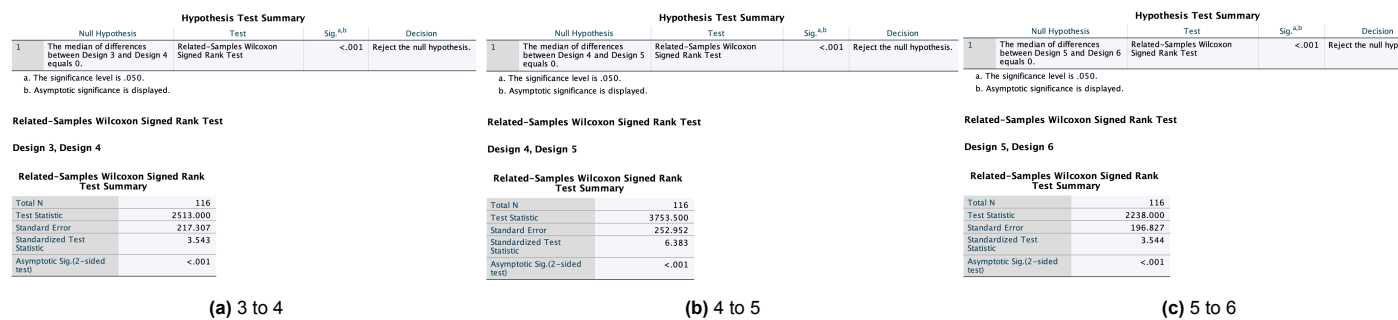 Hypothesis Test Summary
Null Hypothesis Test Sig.a,b Decision
1 The median of differences between Design 3 and Design 4 equals 0. Related-Samples Wilcoxon Signed Rank Test <.001 Reject the null hypothesis.
a. The significance level is .050.
b. Asymptotic significance is displayed.
Related-Samples Wilcoxon Signed Rank Test
Design 3, Design 4
Related-Samples Wilcoxon Signed Rank
Test Summary
Total N 116
Test Statistic 2513.000
Standard Error 217.307
Standardized Test Statistic 3.543
Asymptotic Sig.(2-sided test) <.001
(a) 3 to 4
Hypothesis Test Summary
Null Hypothesis Test Sig.a,b Decision
1 The median of differences between Design 4 and Design 5 equals 0. Related-Samples Wilcoxon Signed Rank Test <.001 Reject the null hypothesis.
a. The significance level is .050.
b. Asymptotic significance is displayed.
Related-Samples Wilcoxon Signed Rank Test
Design 4, Design 5
Related-Samples Wilcoxon Signed Rank
Test Summary
Total N 116
Test Statistic 3753.500
Standard Error 252.952
Standardized Test Statistic 6.383
Asymptotic Sig.(2-sided test) <.001
(b) 4 to 5
Hypothesis Test Summary
Null Hypothesis Test Sig.a,b Decision
1 The median of differences between Design 5 and Design 6 equals 0. Related-Samples Wilcoxon Signed Rank Test <.001 Reject the null hyp
a. The significance level is .050.
b. Asymptotic significance is displayed.
Related-Samples Wilcoxon Signed Rank Test
Design 5, Design 6
Related-Samples Wilcoxon Signed Rank
Test Summary
Total N 116
Test Statistic 2238.000
Standard Error 196.827
Standardized Test Statistic 3.544
Asymptotic Sig.(2-sided test) <.001
(c) 5 to 6